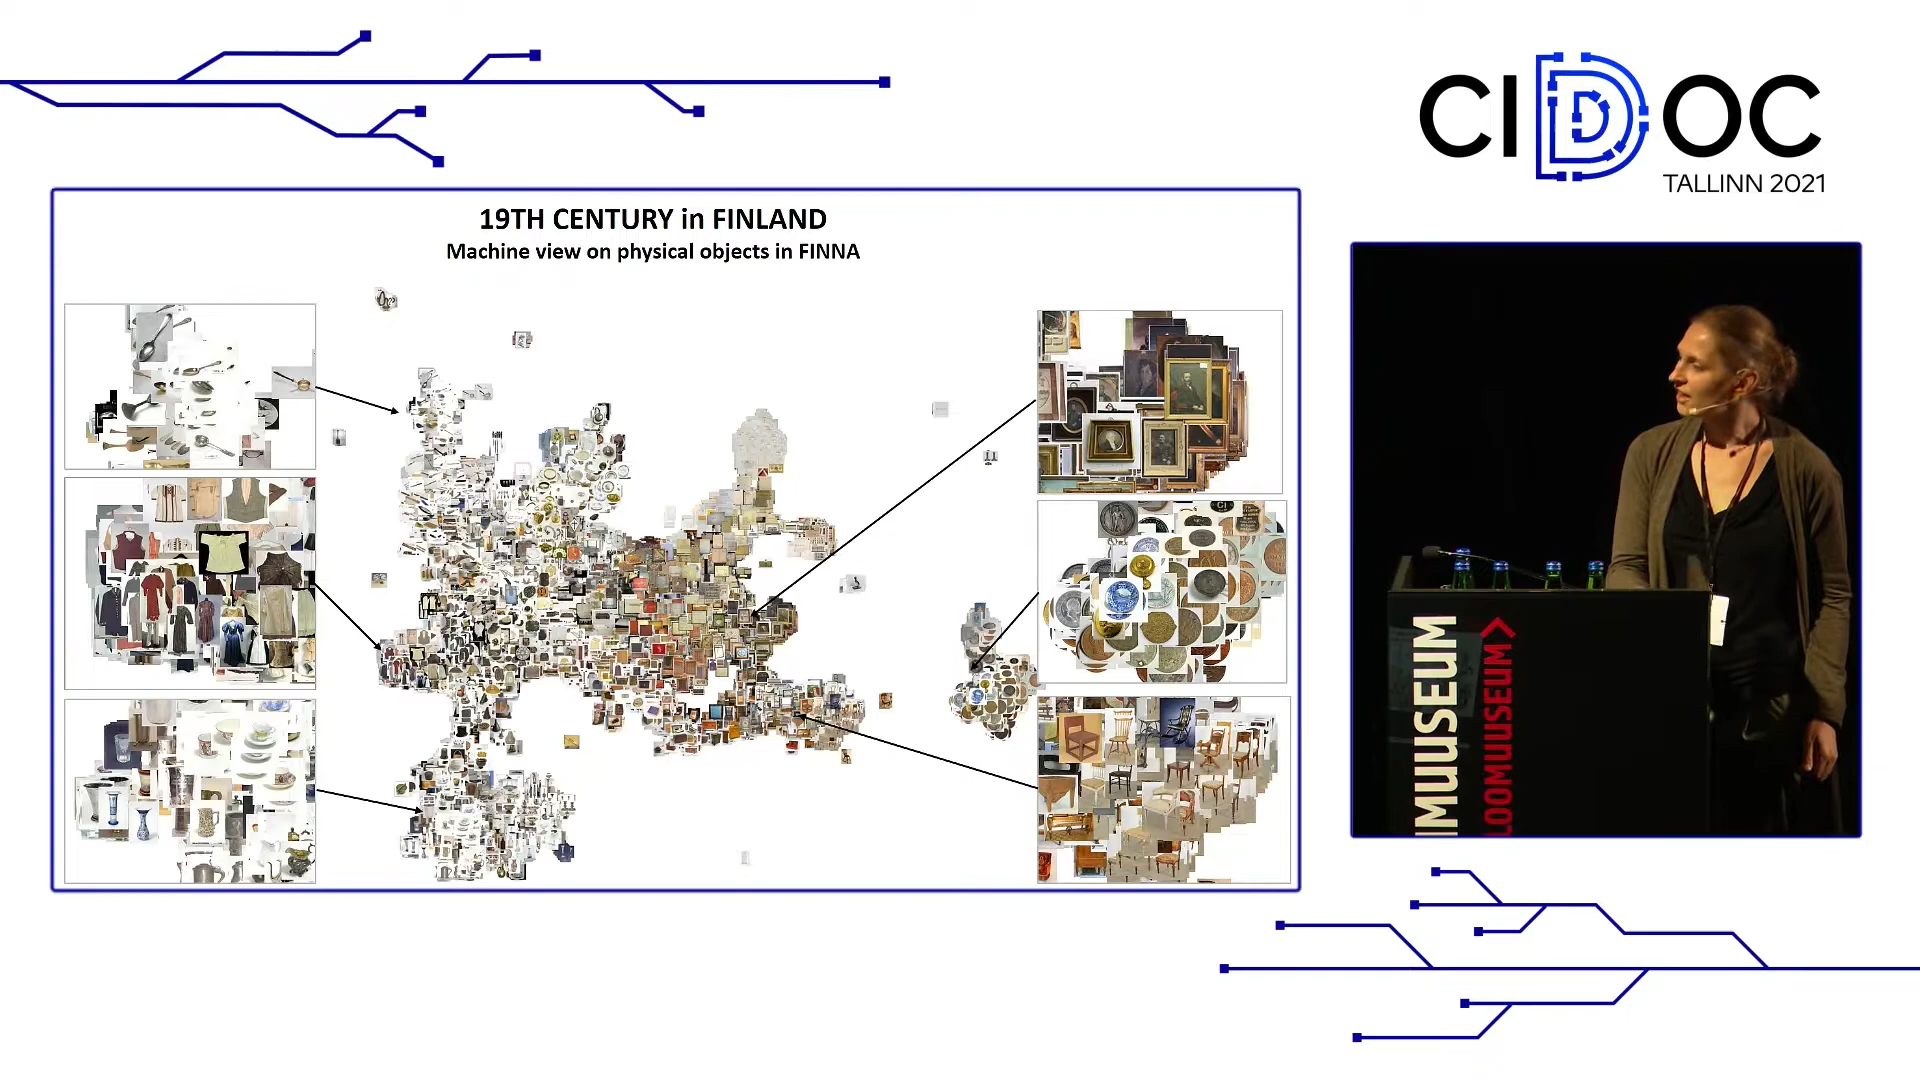 CIDOC
TALLINN 2021
19TH CENTURY in FINLAND
Machine view on physical objects in FINNA
MUUSEUM
LOOMUUSEUM